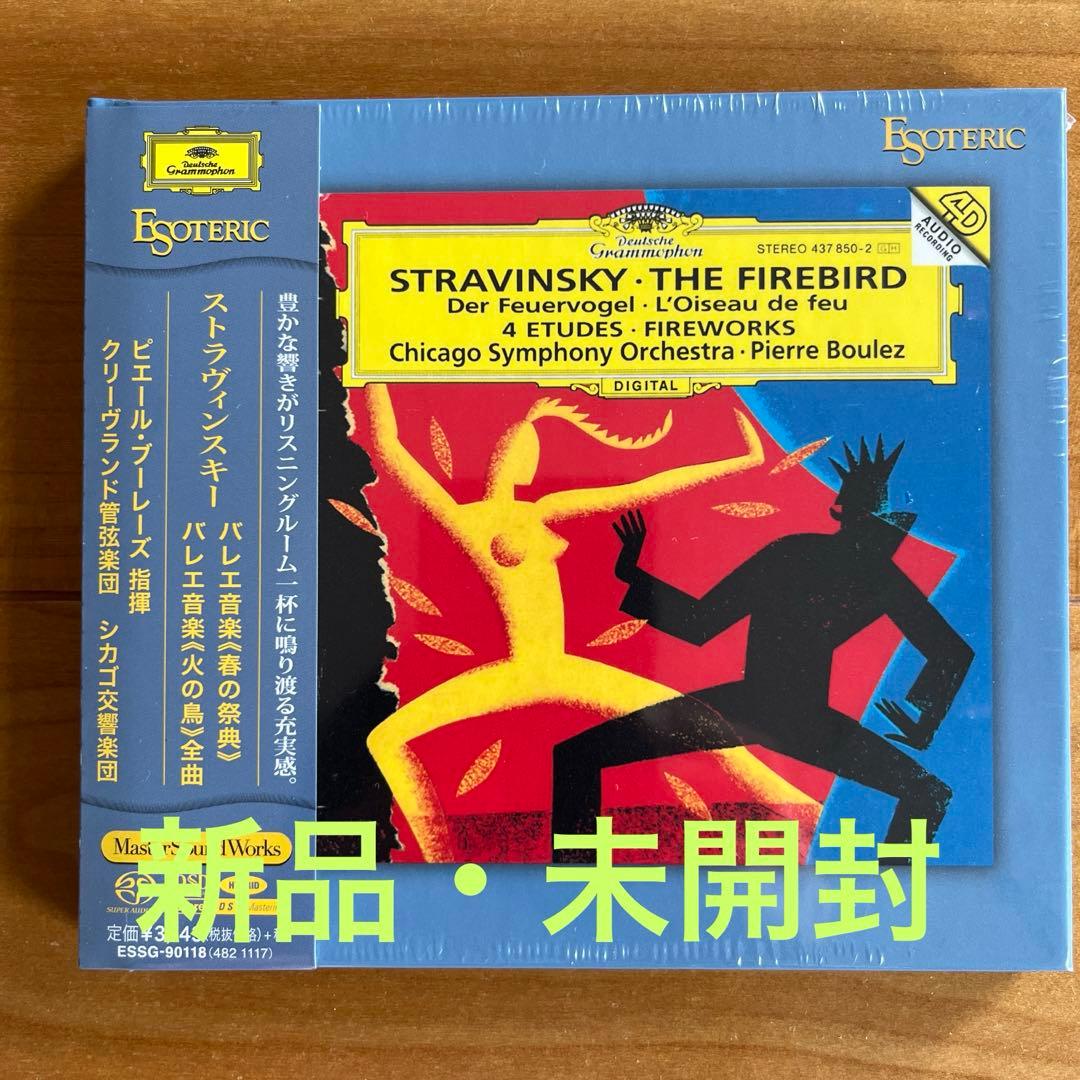 Deutsche
Grammophon
ESOTERIC
豊かな響きがリスニングルーム一杯に鳴り渡る充実感。
ストラヴィンスキー
バレエ音楽《春の祭典》
バレエ音楽《火の鳥》全曲
ピエール・ブーレーズ 指揮
クリーヴランド管弦楽団 シカゴ交響楽団
MasterSoundWorks
定価¥3,
ESSG-90118(482 1117)
ESOTERIC
4D
AUDIO
RECORDING
Deutsche
Grammophon
STEREO 437 850-2 GH
STRAVINSKY · THE FIREBIRD
Der Feuervogel · L'Oiseau de feu
4 ETUDES · FIREWORKS
Chicago Symphony Orchestra · Pierre Boulez
DIGITAL
新品・未開封